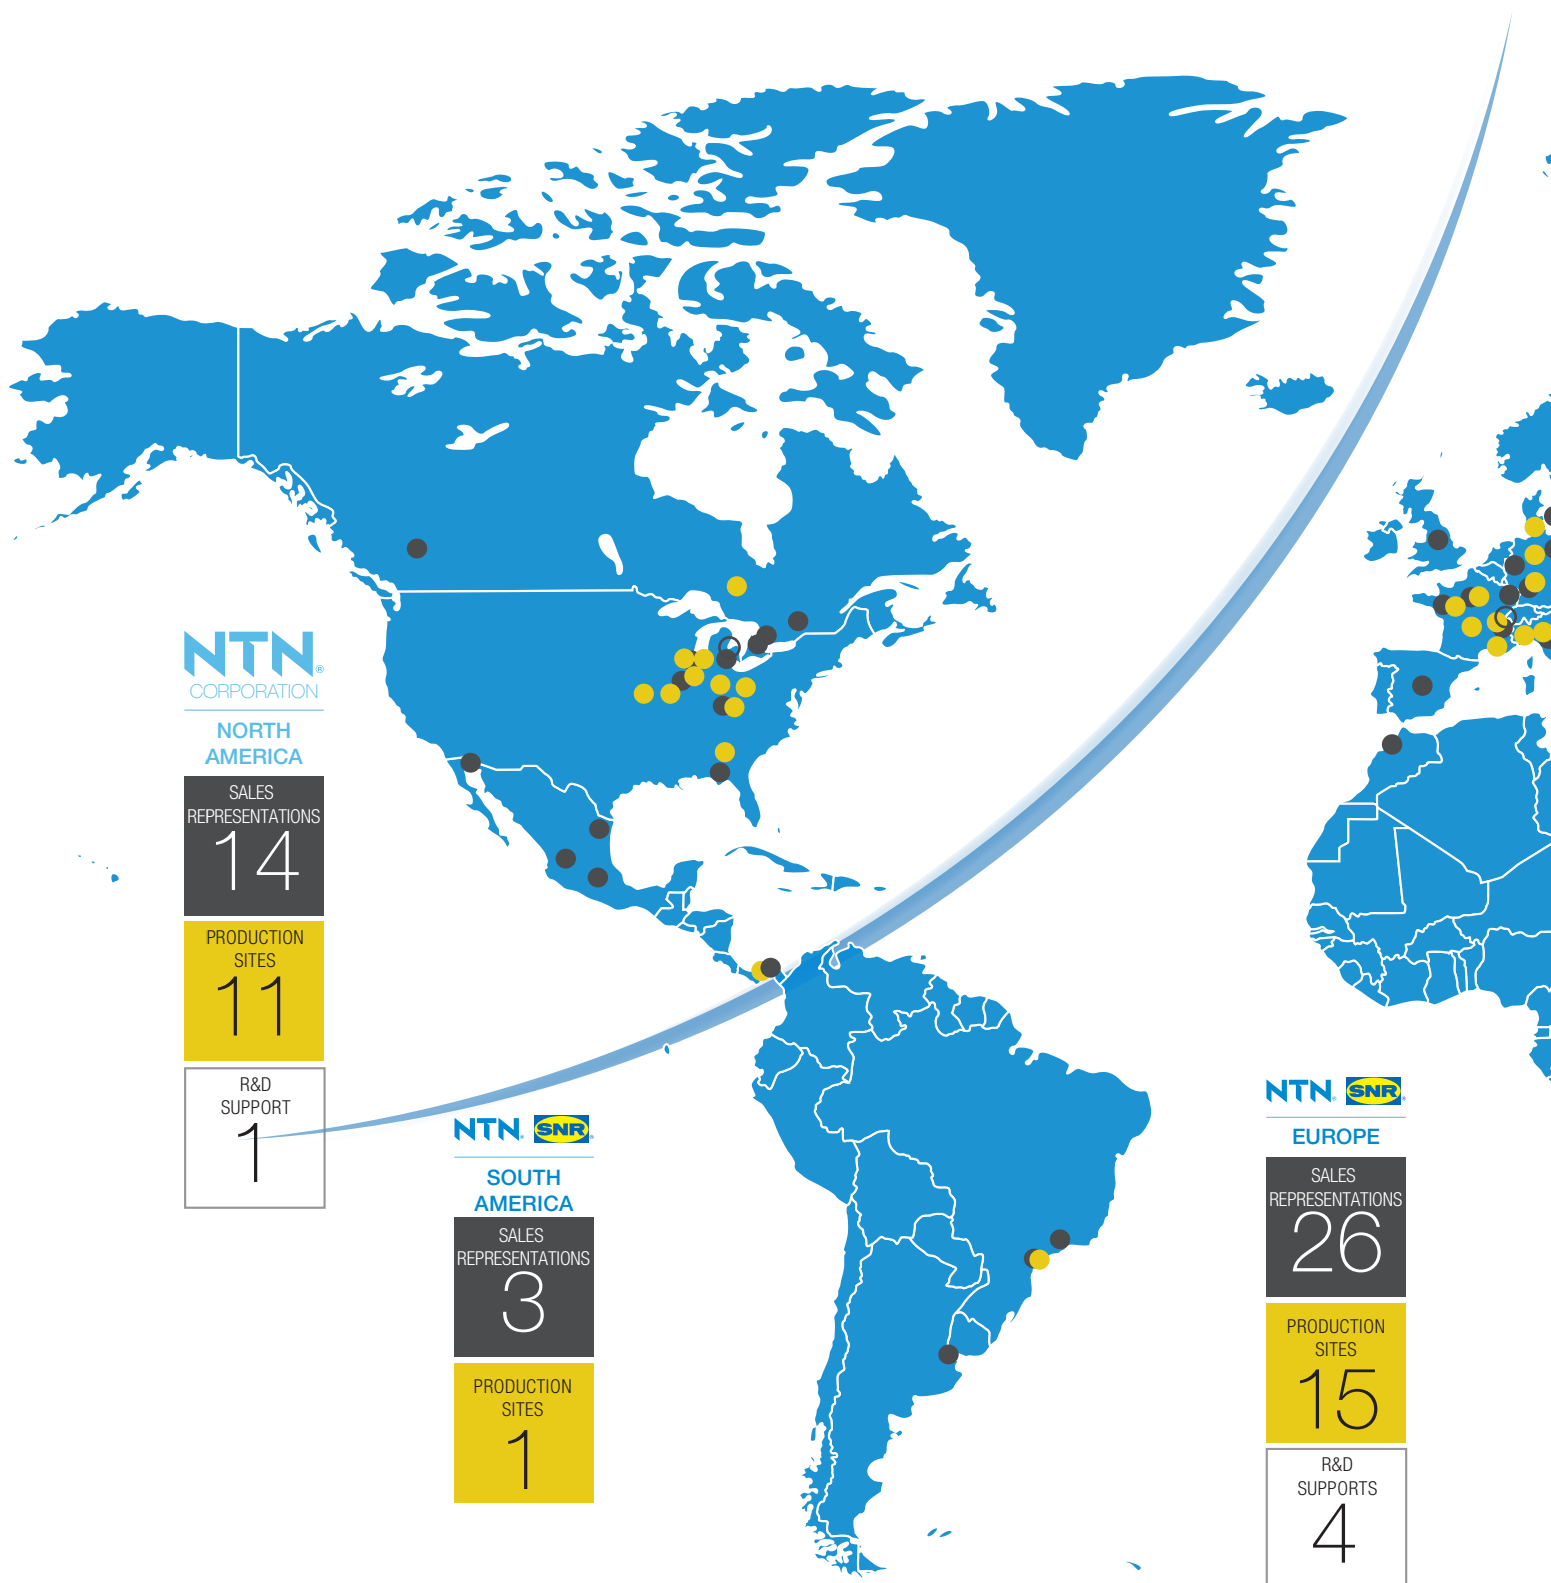 NTN®
CORPORATION
NORTH
AMERICA
SALES
REPRESENTATIONS
14
PRODUCTION
SITES
11
R&D
SUPPORT
1
NTN® SNR®
SOUTH
AMERICA
SALES
REPRESENTATIONS
3
PRODUCTION
SITES
1
NTN® SNR®
EUROPE
SALES
REPRESENTATIONS
26
PRODUCTION
SITES
15
R&D
SUPPORTS
4